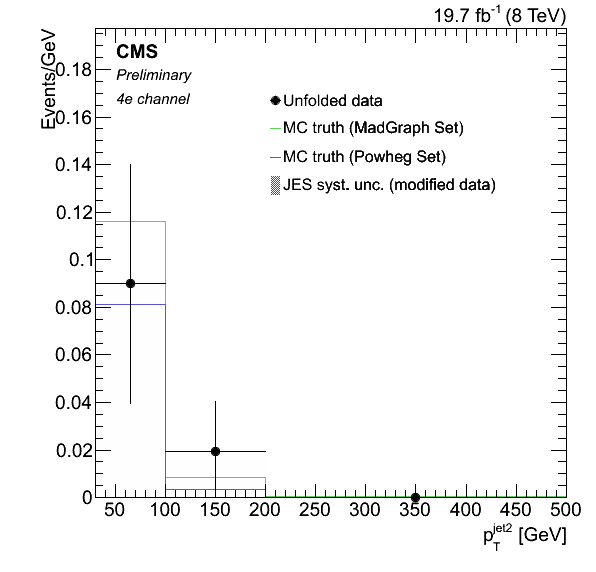 19.7 fb⁻¹ (8 TeV)
Events/GeV
CMS
Preliminary
4e channel
Unfolded data
MC truth (MadGraph Set)
MC truth (Powheg Set)
JES syst. unc. (modified data)
0.18
0.16
0.14
0.12
0.1
0.08
0.06
0.04
0.02
0
50 100 150 200 250 300 350 400 450 500
p_T^jet2 [GeV]